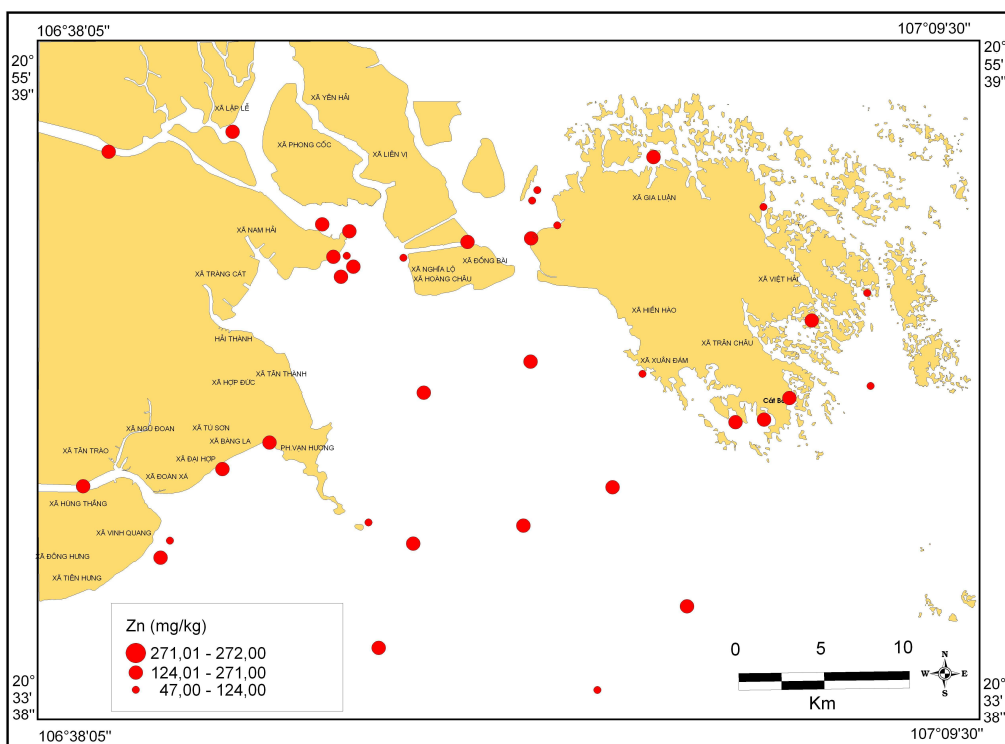 106°38'05"
107°09'30"
20°
55'
39"
20°
55'
39"
XÃ LẬP LỄ
XÃ YÊN HẢI
XÃ PHONG CỐC
XÃ LIÊN VỊ
XÃ GIA LUẬN
XÃ NAM HẢI
XÃ TRÀNG CÁT
XÃ ĐỒNG BÀI
XÃ NGHĨA LỘ
XÃ HOÀNG CHÂU
XÃ VIỆT HẢI
XÃ HIỀN HÀO
HẢI THÀNH
XÃ TRÂN CHÂU
XÃ XUÂN ĐÁM
XÃ TÂN THÀNH
XÃ HỢP ĐỨC
XÃ NGŨ ĐOAN
XÃ TÚ SƠN
XÃ BÀNG LA
PH.VẠN HƯƠNG
XÃ TÂN TRÀO
XÃ ĐẠI HỢP
XÃ ĐOÀN XÁ
XÃ HÙNG THẮNG
XÃ VINH QUANG
XÃ ĐÔNG HƯNG
XÃ TIÊN HƯNG
Zn (mg/kg)
271,01 - 272,00
124,01 - 271,00
47,00 - 124,00
0 5 10
Km
N
W E
S
20°
33'
38"
20°
33'
38"
106°38'05"
107°09'30"